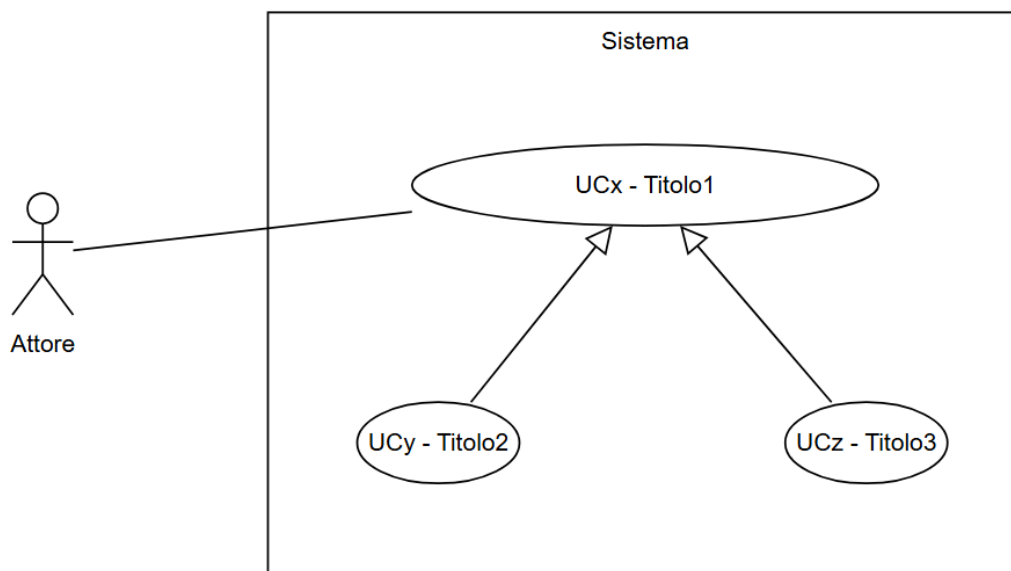 Sistema
UCx - Titolo1
Attore
UCy - Titolo2
UCz - Titolo3